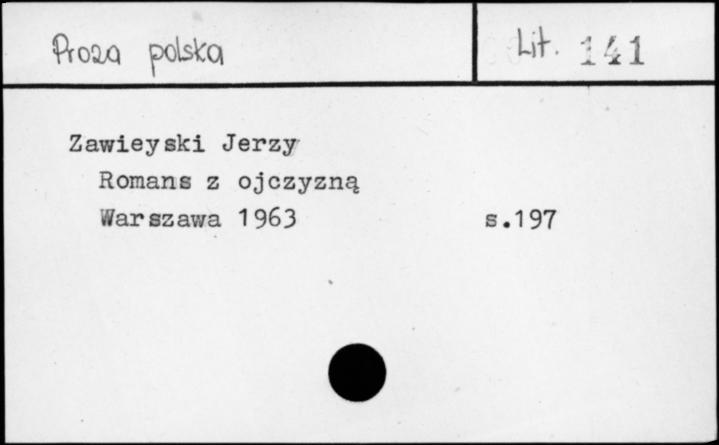 Proza polska
Lit. 141
Zawieyski Jerzy
Romans z ojczyzną
Warszawa 1963 s.197